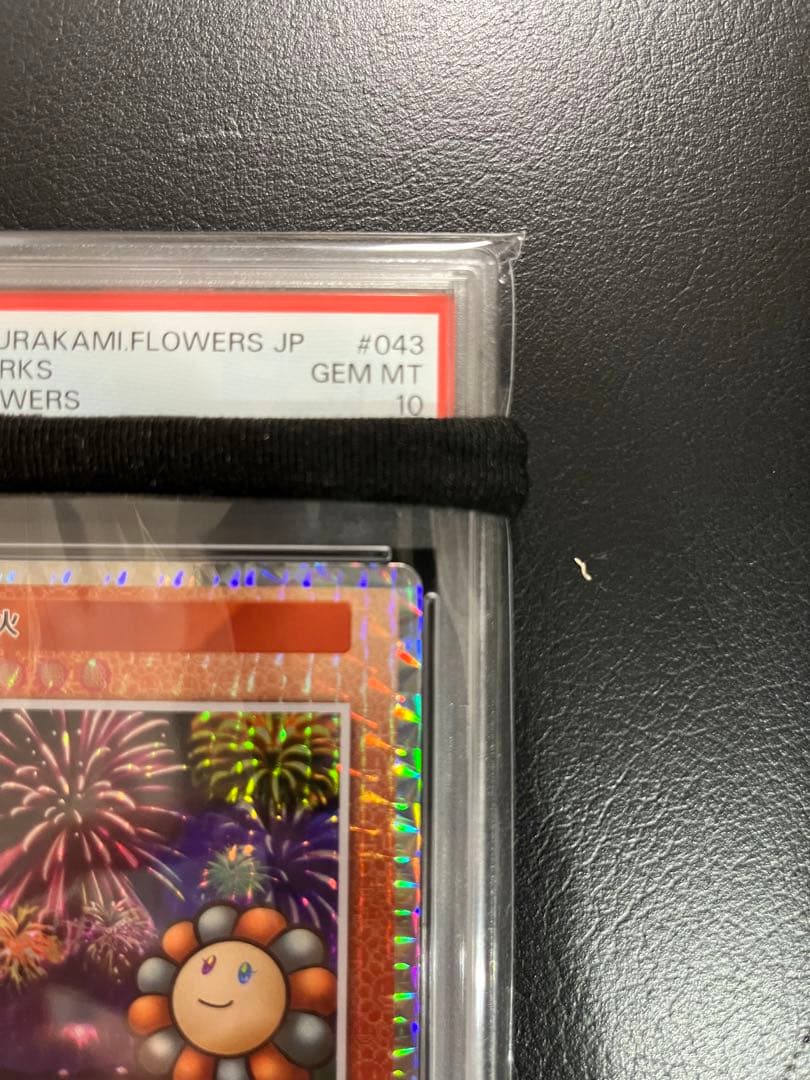 URAKAMI.FLOWERS JP #043
RKS GEM MT
WERS 10
火